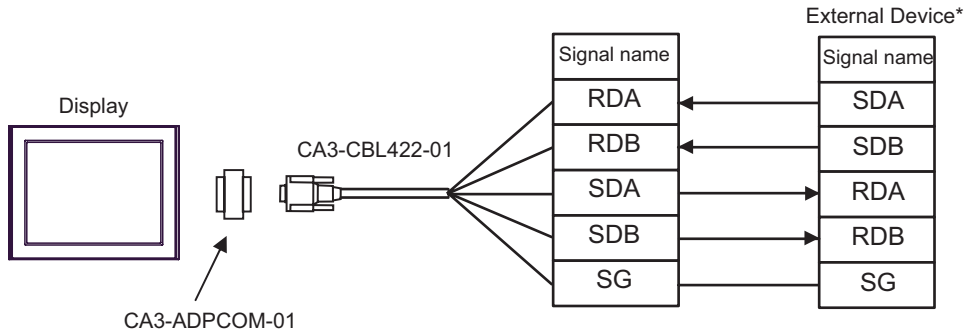 External Device*
Signal name
Signal name
Display
RDA
SDA
CA3-CBL422-01
RDB
SDB
SDA
RDA
SDB
RDB
SG
SG
CA3-ADPCOM-01